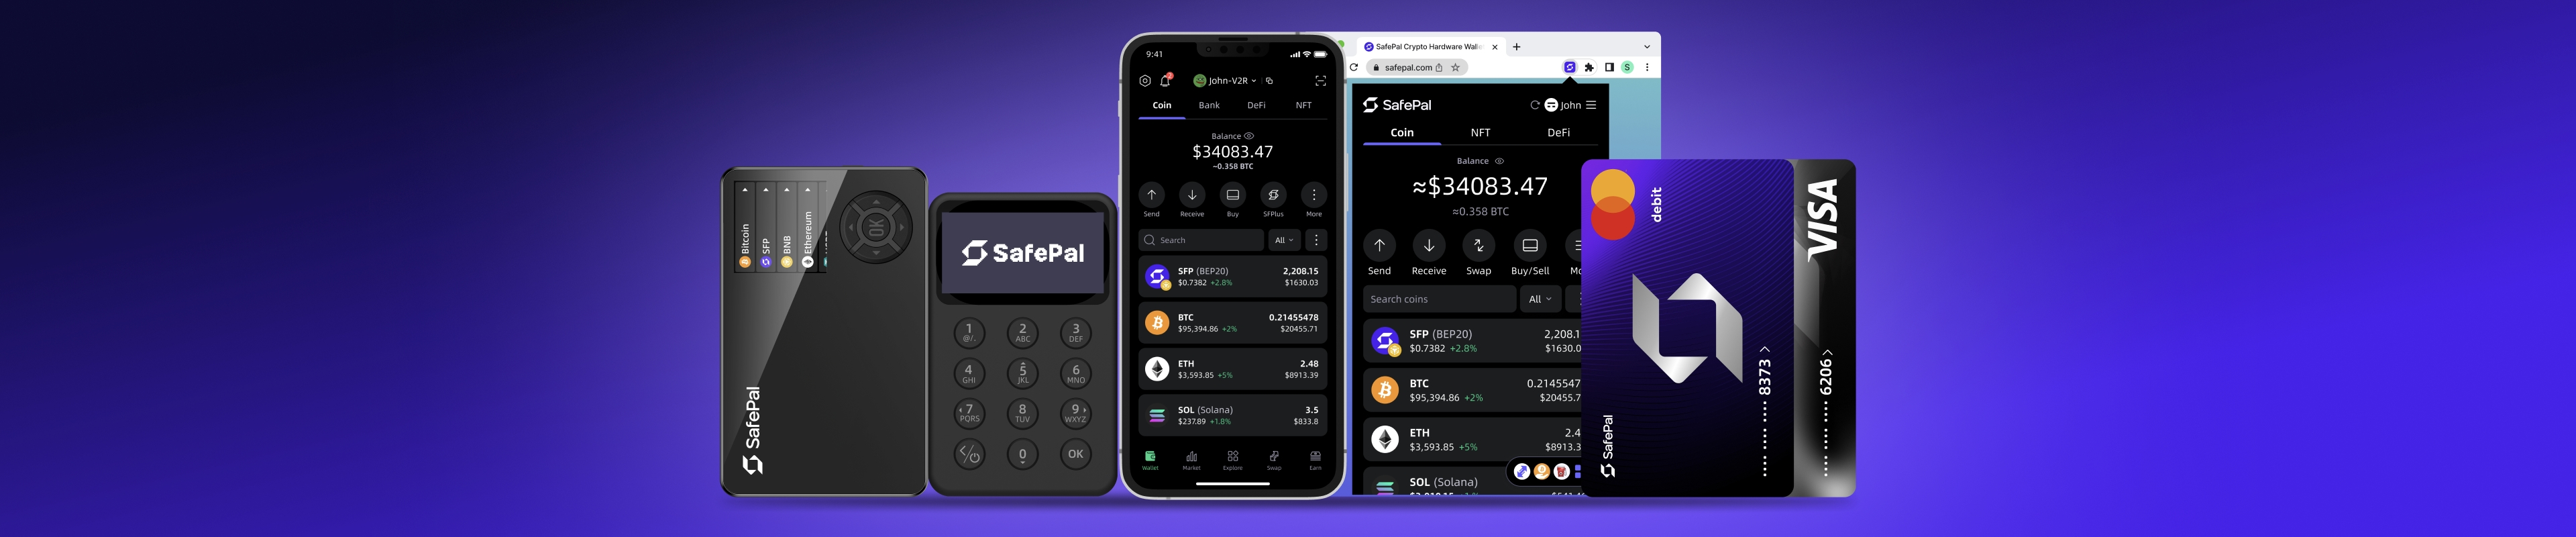 Bitcoin
SFP
BNB
Ethereum
OK
SafePal
SafePal
1
@/.
2
ABC
3
DEF
4
GHI
5
JKL
6
MNO
7
PQRS
8
TUV
9
WXYZ
0
OK
9:41
2
John-V2R
Coin Bank DeFi NFT
Balance
$34083.47
~0.358 BTC
Send Receive Buy SFPlus More
Search All
SFP (BEP20) 2,208.15
$0.7382 +2.8% $1630.03
BTC 0.21455478
$95,394.86 +2% $20455.71
ETH 2.48
$3,593.85 +5% $8913.39
SOL (Solana) 3.5
$237.89 +1.8% $833.8
Wallet Market Explore Swap Earn
SafePal Crypto Hardware Walle
safepal.com S
SafePal John
Coin NFT DeFi
Balance
≈$34083.47
≈0.358 BTC
Send Receive Swap Buy/Sell Mo
Search coins All
SFP (BEP20) 2,208.1
$0.7382 +2.8% $1630.0
BTC 0.2145547
$95,394.86 +2% $20455.7
ETH 2.4
$3,593.85 +5% $8913.3
SOL (Solana)
debit
SafePal
8373
VISA
6206